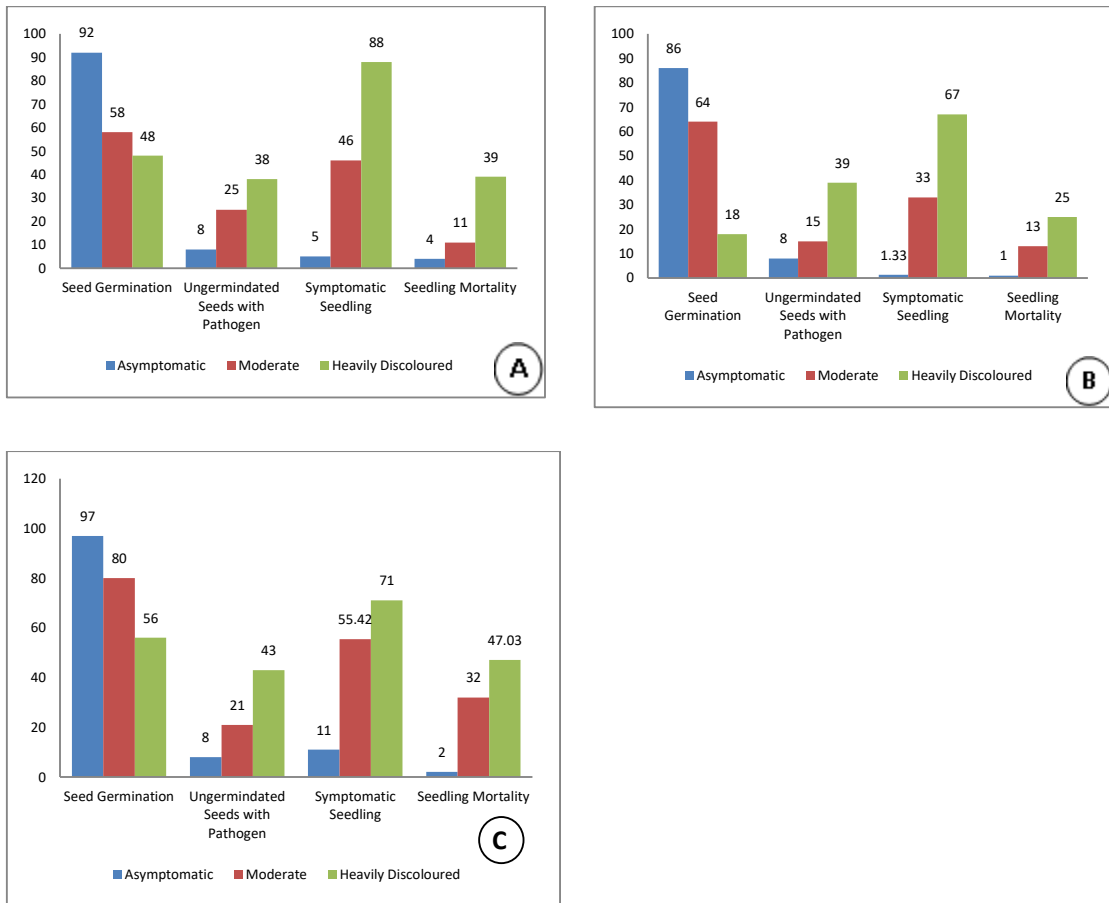 100
90
80
70
60
50
40
30
20
10
0
92
58
48
8
25
38
5
46
88
4
11
39
Seed Germination
Ungermindated
Seeds with
Pathogen
Symptomatic
Seedling
Seedling Mortality
Asymptomatic Moderate Heavily Discoloured
A
100
90
80
70
60
50
40
30
20
10
0
86
64
18
8
15
39
1.33
33
67
1
13
25
Seed
Germination
Ungermindated
Seeds with
Pathogen
Symptomatic
Seedling
Seedling
Mortality
Asymptomatic Moderate Heavily Discoloured
B
120
100
80
60
40
20
0
97
80
56
8
21
43
11
55.42
71
2
32
47.03
Seed Germination
Ungermindated
Seeds with
Pathogen
Symptomatic
Seedling
Seedling Mortality
Asymptomatic Moderate Heavily Discoloured
C